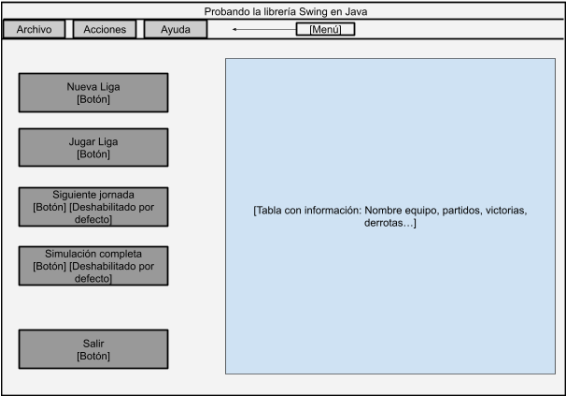 Probando la librería Swing en Java
Archivo Acciones Ayuda [Menú]
Nueva Liga
[Botón]
Jugar Liga
[Botón]
Siguiente jornada
[Botón] [Deshabilitado por
defecto]
Simulación completa
[Botón] [Deshabilitado por
defecto]
Salir
[Botón]
[Tabla con información: Nombre equipo, partidos, victorias,
derrotas…]